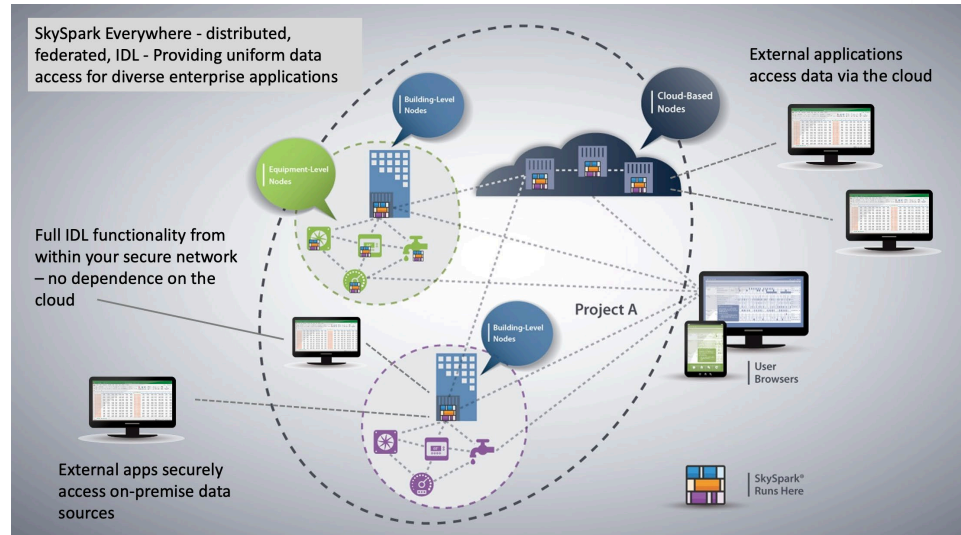 SkySpark Everywhere - distributed,
federated, IDL - Providing uniform data
access for diverse enterprise applications
External applications
access data via the cloud
Building-Level
Nodes
Cloud-Based
Nodes
Equipment-Level
Nodes
Full IDL functionality from
within your secure network
– no dependence on the
cloud
Project A
Building-Level
Nodes
User
Browsers
External apps securely
access on-premise data
sources
SkySpark®
Runs Here